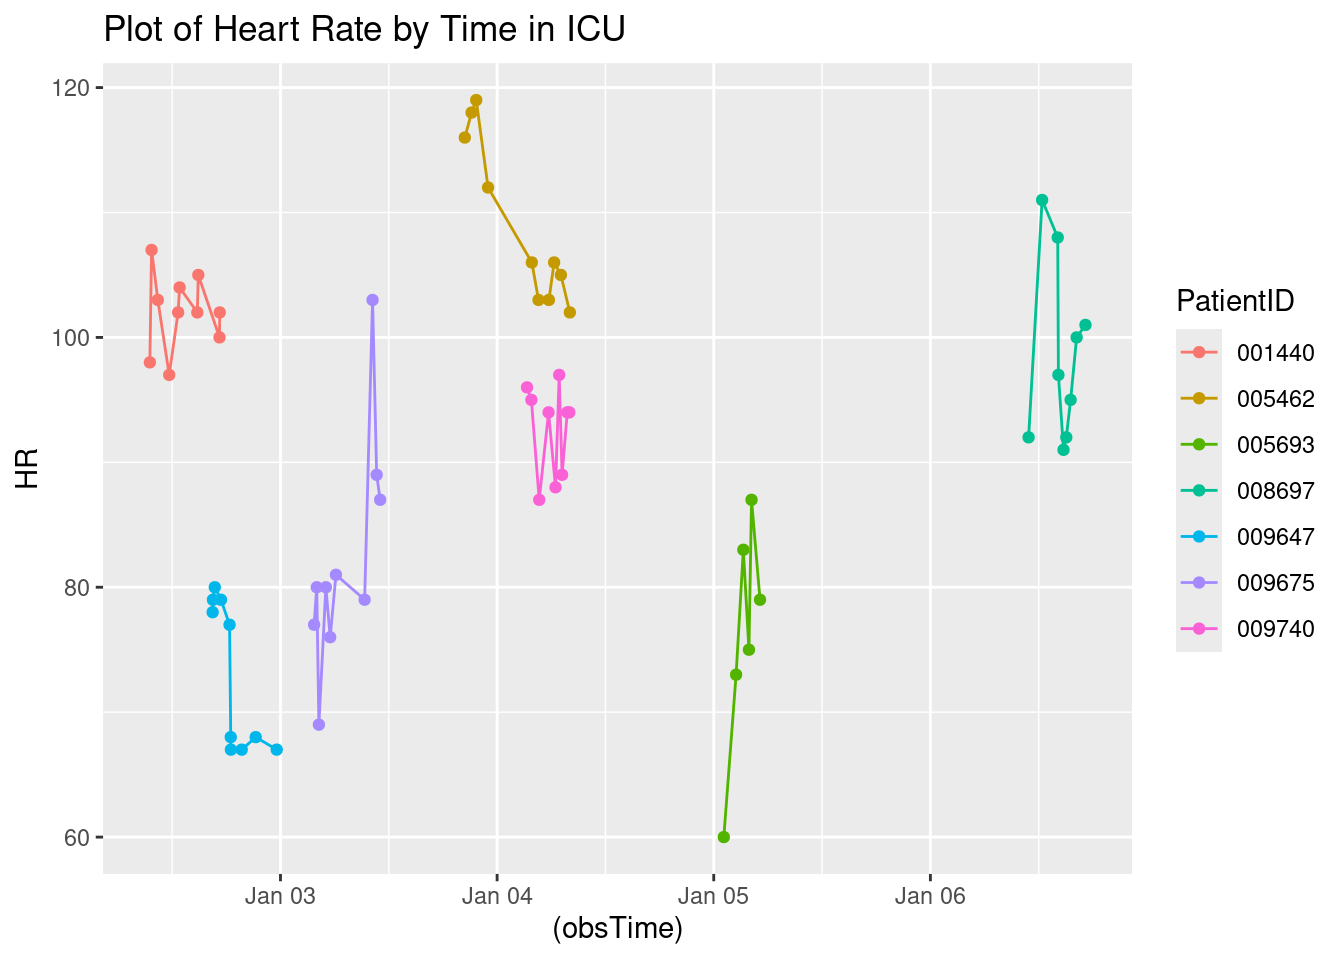 Plot of Heart Rate by Time in ICU
120
100
80
60
HR
Jan 03
Jan 04
Jan 05
Jan 06
(obsTime)
PatientID
001440
005462
005693
008697
009647
009675
009740